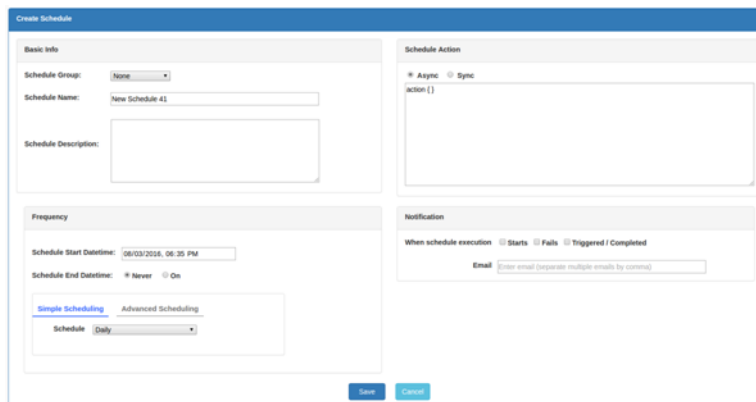 Create Schedule
Basic Info
Schedule Group: None
Schedule Name: New Schedule 41
Schedule Description:
Schedule Action
Async Sync
action { }
Frequency
Schedule Start Datetime: 08/03/2016, 06:35 PM
Schedule End Datetime: Never On
Simple Scheduling Advanced Scheduling
Schedule Daily
Notification
When schedule execution Starts Fails Triggered / Completed
Email Enter email (separate multiple emails by comma)
Save Cancel